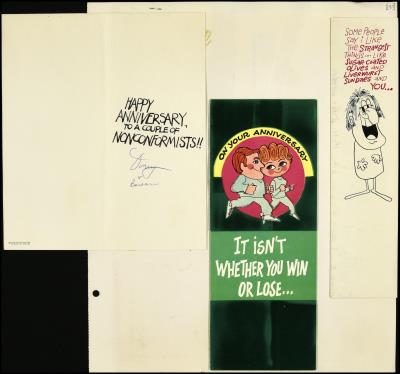 HAPPY
ANNIVERSARY,
TO A COUPLE OF
NONCONFORMISTS!!
ON YOUR ANNIVERSARY
IT ISN'T
WHETHER YOU WIN
OR LOSE...
SOME PEOPLE
SAY I LIKE
THE STRANGEST
THINGS... LIKE
SUGAR COATED
OLIVES AND
LIVERWURST
SUNDAES AND
YOU...